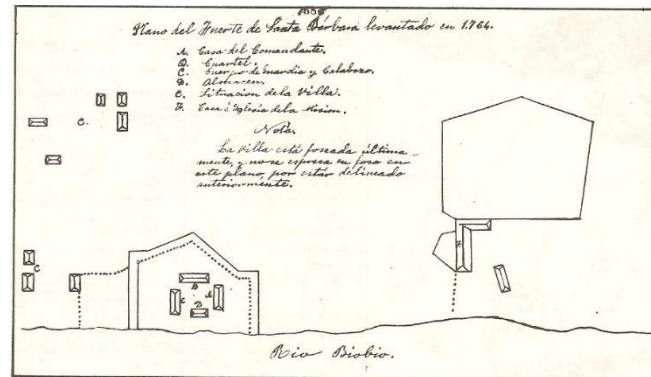 Plano del Fuerte de Santa Bárbara levantado en 1.764.
A. Casa del Comandante.
B. Cuartel.
C. Cuerpo de Guardia y Calabozo.
D. Almacen.
E. Situacion de la Villa.
F. Casa é Iglesia de la Mision.
Nota.
La Villa está foseada última-
mente, y no se espresa su foso en
este plano, por estar delineado
anteriormente.
E.
E
B
C
A
D
F
Rio Biobio.